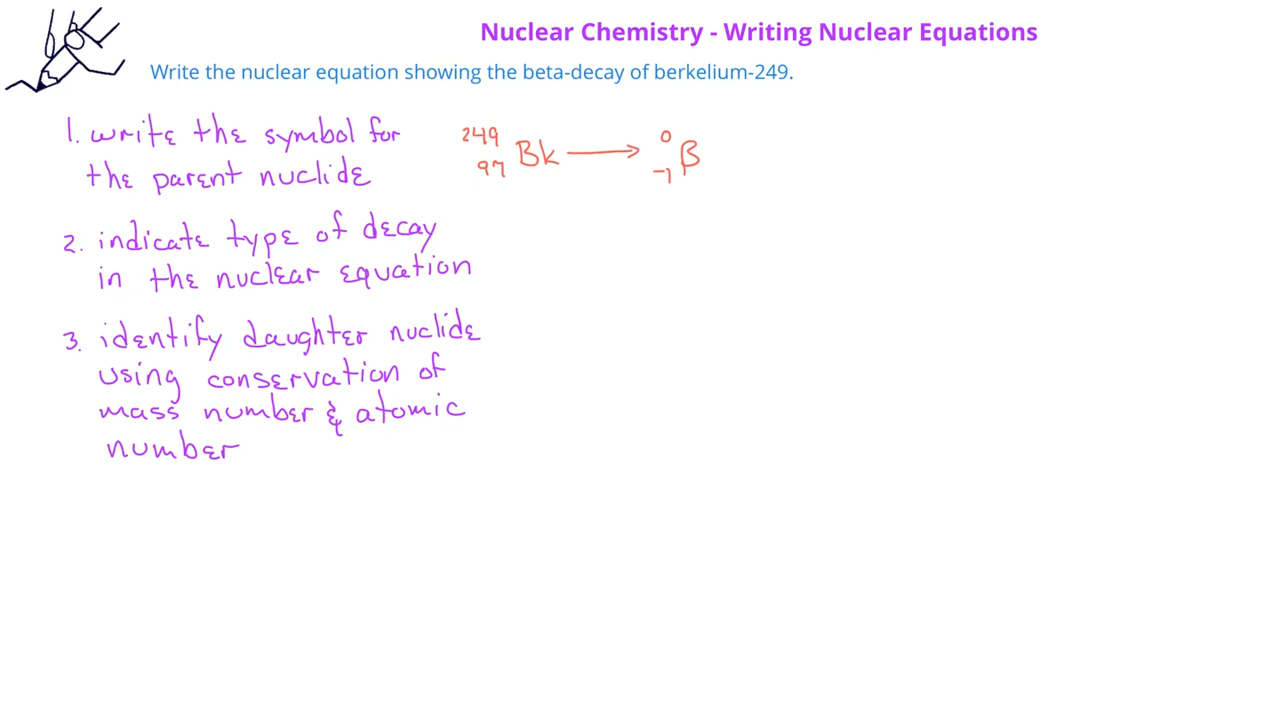 Nuclear Chemistry - Writing Nuclear Equations
Write the nuclear equation showing the beta-decay of berkelium-249.
1. write the symbol for
the parent nuclide
2. indicate type of decay
in the nuclear equation
3. identify daughter nuclide
using conservation of
mass number & atomic
number
249 97 Bk ⟶ 0 -1 β